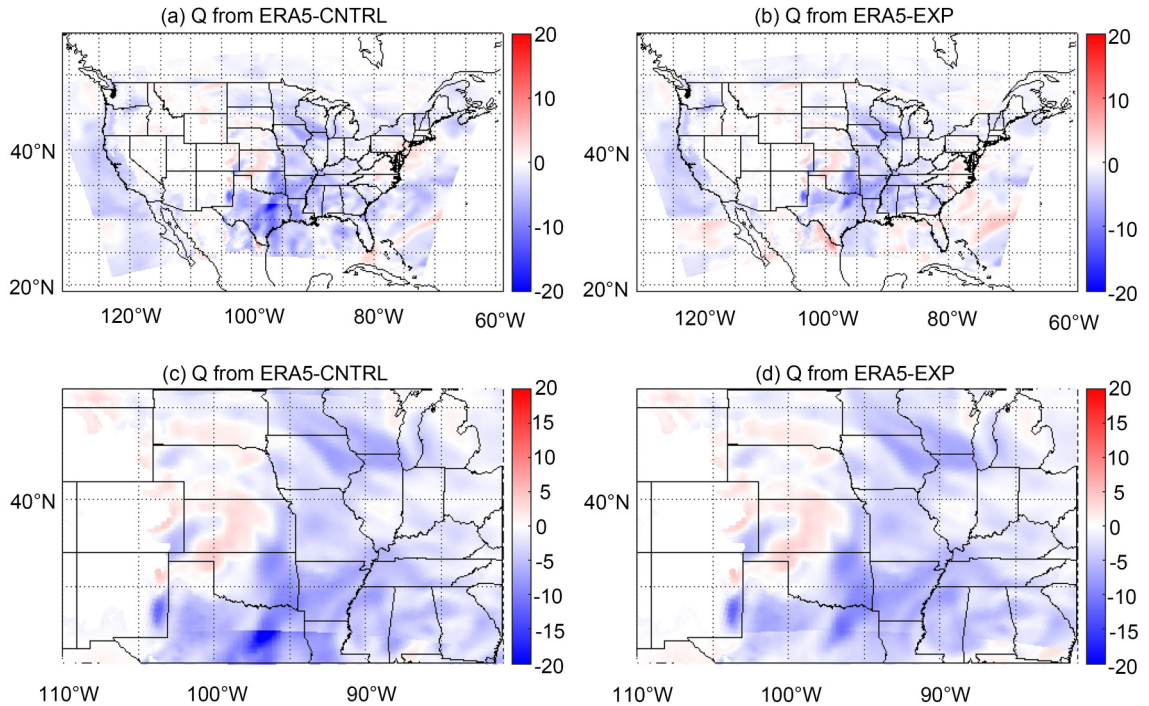 (a) Q from ERA5-CNTRL
(b) Q from ERA5-EXP
20
10
0
-10
-20
40°N
20°N
120°W 100°W 80°W 60°W
20
10
0
-10
-20
40°N
20°N
120°W 100°W 80°W 60°W
(c) Q from ERA5-CNTRL
(d) Q from ERA5-EXP
20
15
10
5
0
-5
-10
-15
-20
40°N
110°W 100°W 90°W
20
15
10
5
0
-5
-10
-15
-20
40°N
110°W 100°W 90°W